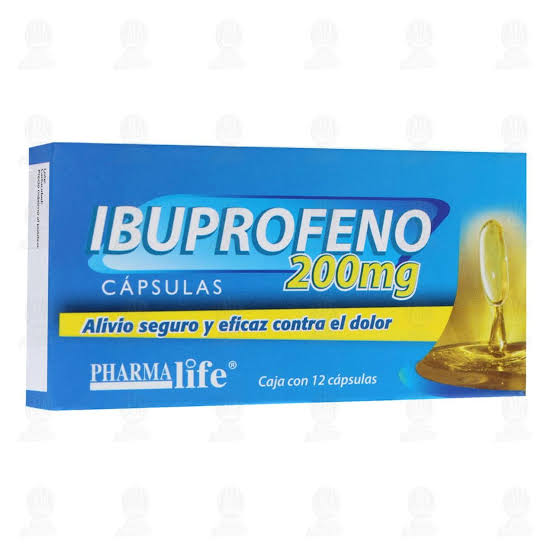 IBUPROFENO
200mg
CÁPSULAS
Alivio seguro y eficaz contra el dolor
PHARMA life®
Caja con 12 cápsulas